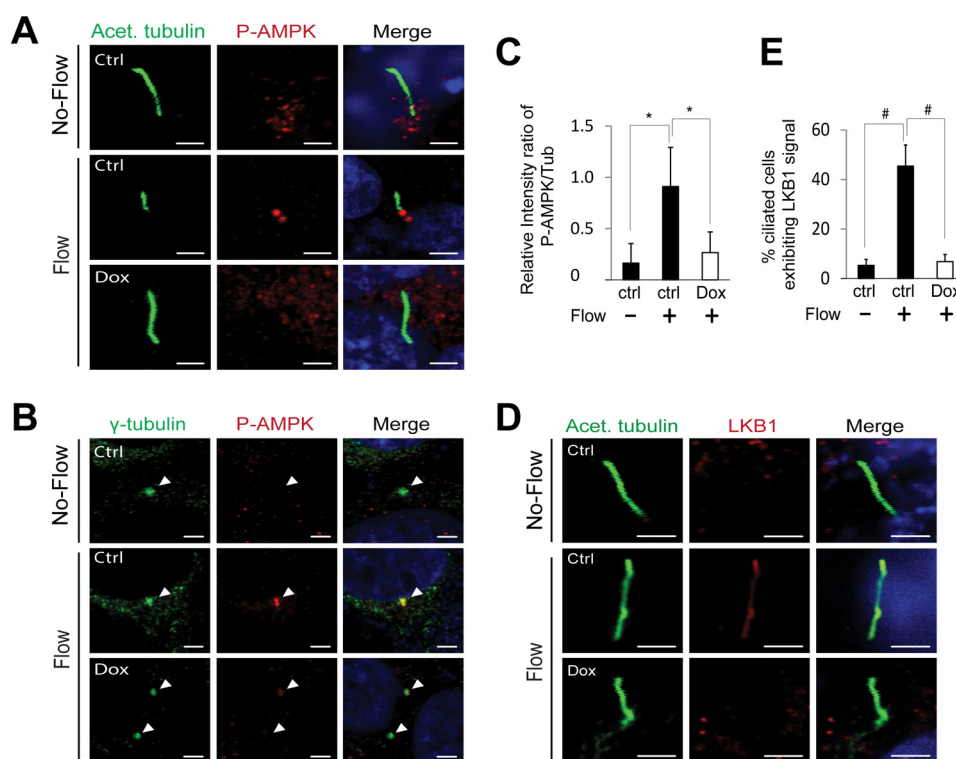 A
Acet. tubulin P-AMPK Merge
No-Flow
Ctrl
Flow
Ctrl
Dox
B
γ-tubulin P-AMPK Merge
No-Flow
Ctrl
Flow
Ctrl
Dox
C
Relative Intensity ratio of
P-AMPK/Tub
* *
1.5
1.0
0.5
0
ctrl ctrl Dox
Flow − + +
E
% ciliated cells
exhibiting LKB1 signal
# #
60
40
20
0
ctrl ctrl Dox
Flow − + +
D
Acet. tubulin LKB1 Merge
No-Flow
Ctrl
Flow
Ctrl
Dox